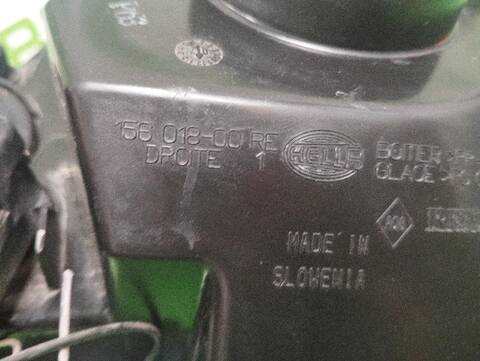 156 018-00 RE
DROITE 1
HELLA
BOITIER
GLACE
MADE IN
SLOVENIA